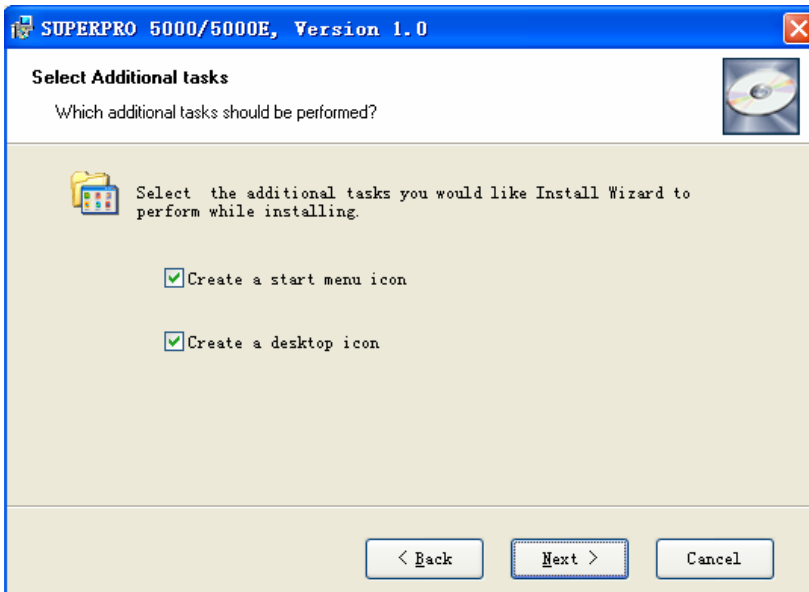 SUPERPRO 5000/5000E, Version 1.0
Select Additional tasks
Which additional tasks should be performed?
Select  the additional tasks you would like Install Wizard to
perform while installing.
Create a start menu icon
Create a desktop icon
< Back
Next >
Cancel